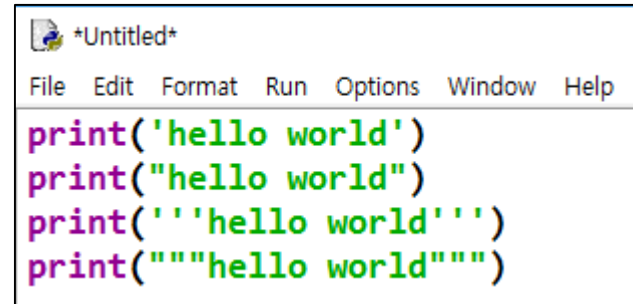 *Untitled*
File Edit Format Run Options Window Help
print('hello world')
print("hello world")
print('''hello world''')
print("""hello world""")